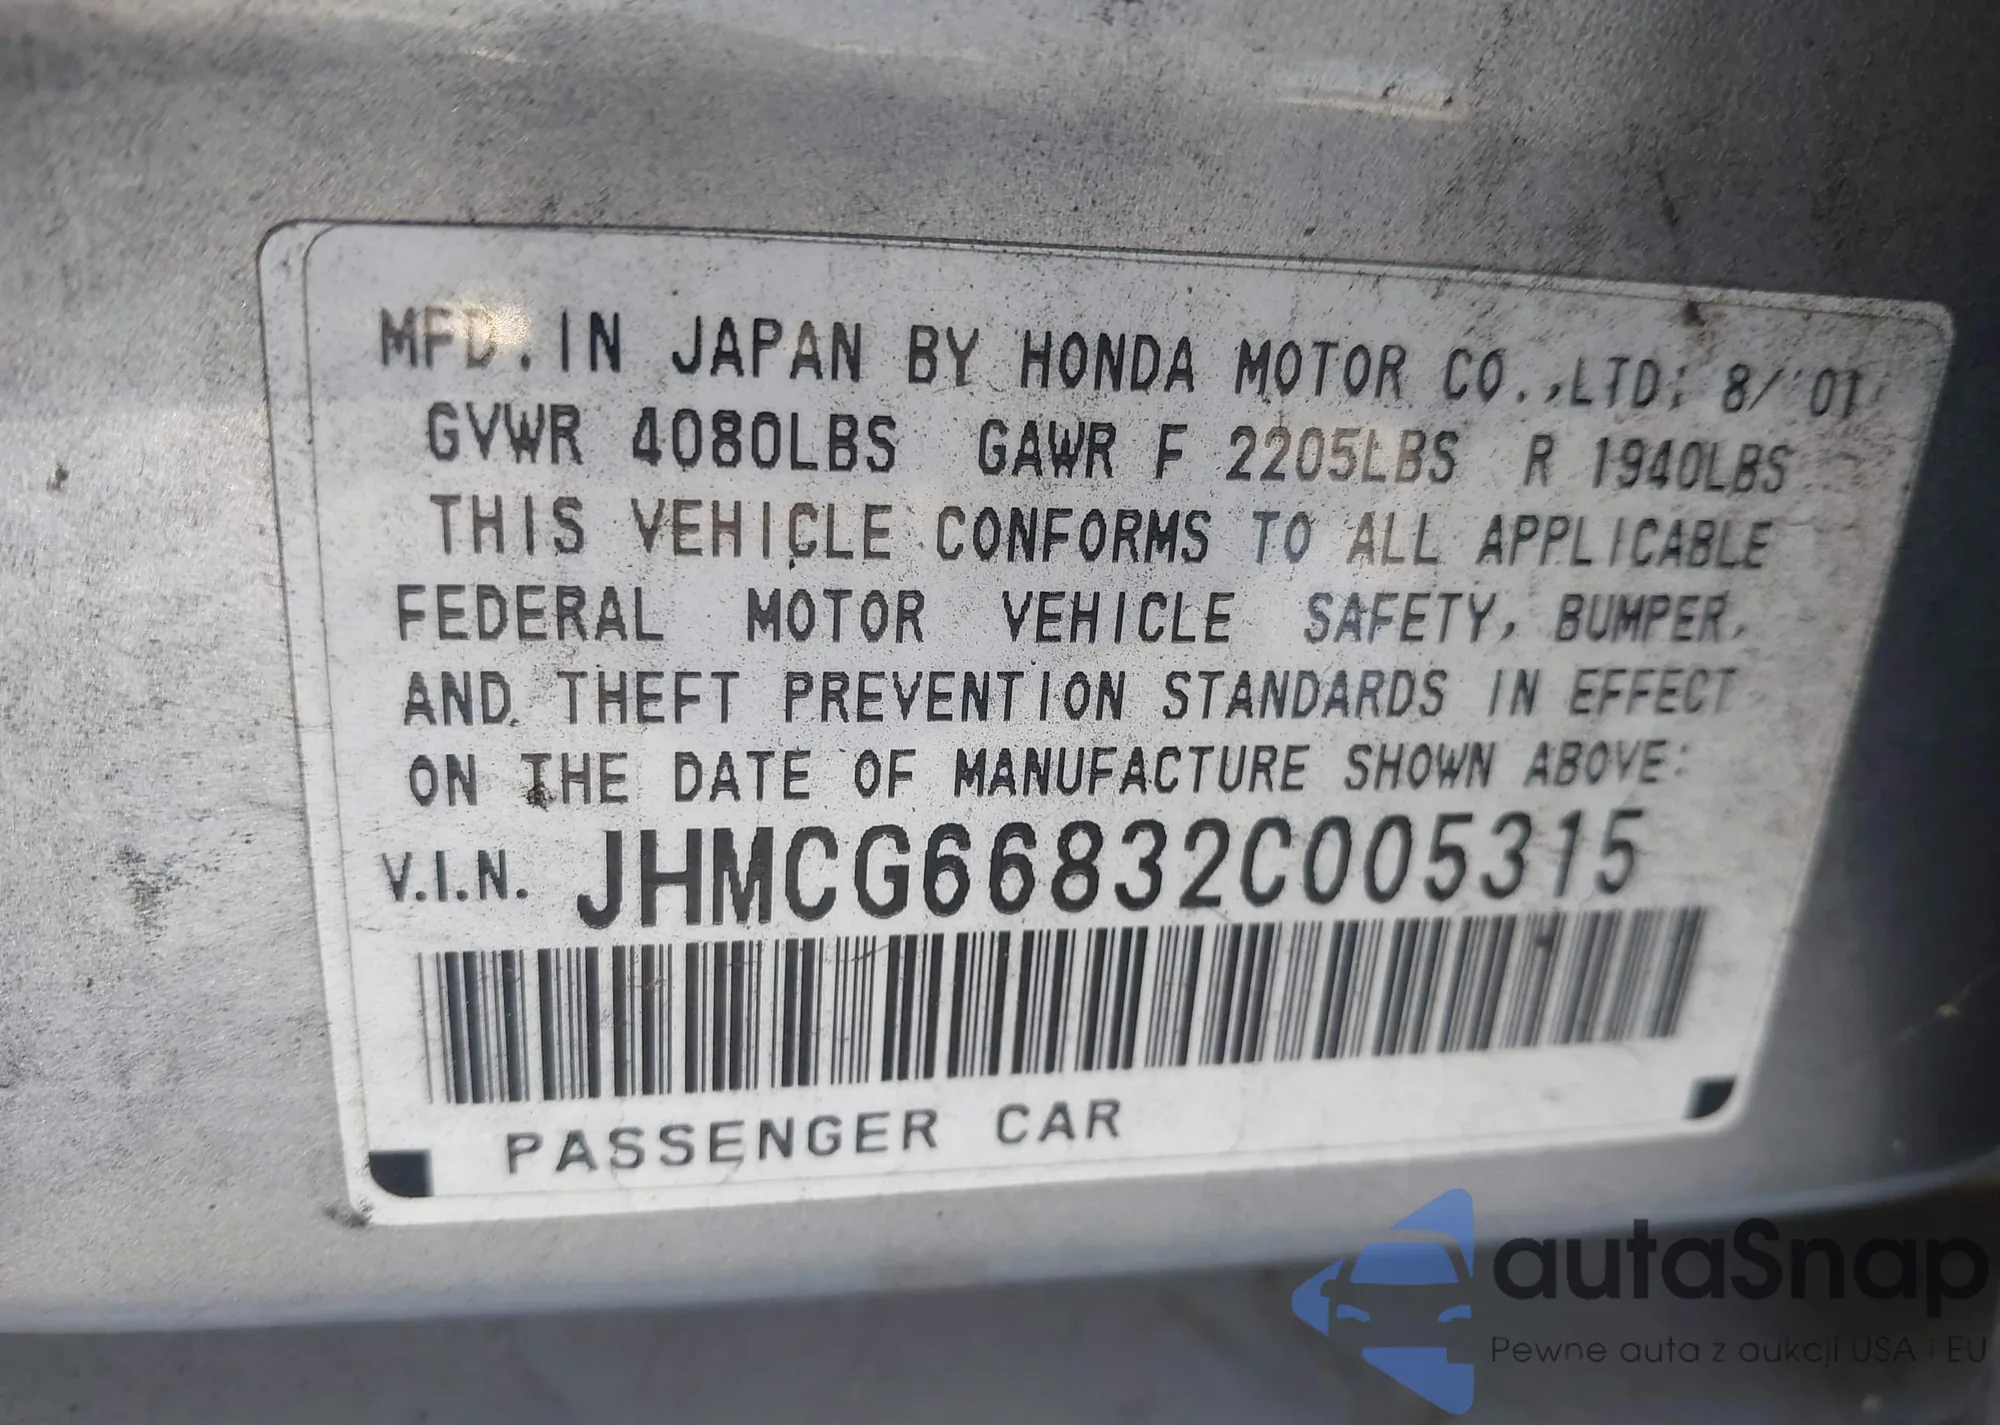 MFD. IN JAPAN BY HONDA MOTOR CO.,LTD; 8/'01
GVWR 4080LBS GAWR F 2205LBS R 1940LBS
THIS VEHICLE CONFORMS TO ALL APPLICABLE
FEDERAL MOTOR VEHICLE SAFETY, BUMPER,
AND THEFT PREVENTION STANDARDS IN EFFECT
ON THE DATE OF MANUFACTURE SHOWN ABOVE:
V.I.N. JHMCG66832C005315
PASSENGER CAR
autaSnap
Pewne auta z aukcji USA i EU